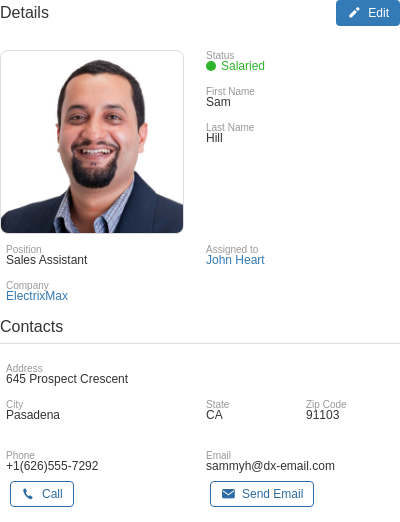 Details
Edit
Status
Salaried
First Name
Sam
Last Name
Hill
Position
Sales Assistant
Assigned to
John Heart
Company
ElectrixMax
Contacts
Address
645 Prospect Crescent
City
Pasadena
State
CA
Zip Code
91103
Phone
+1(626)555-7292
Email
sammyh@dx-email.com
Call
Send Email